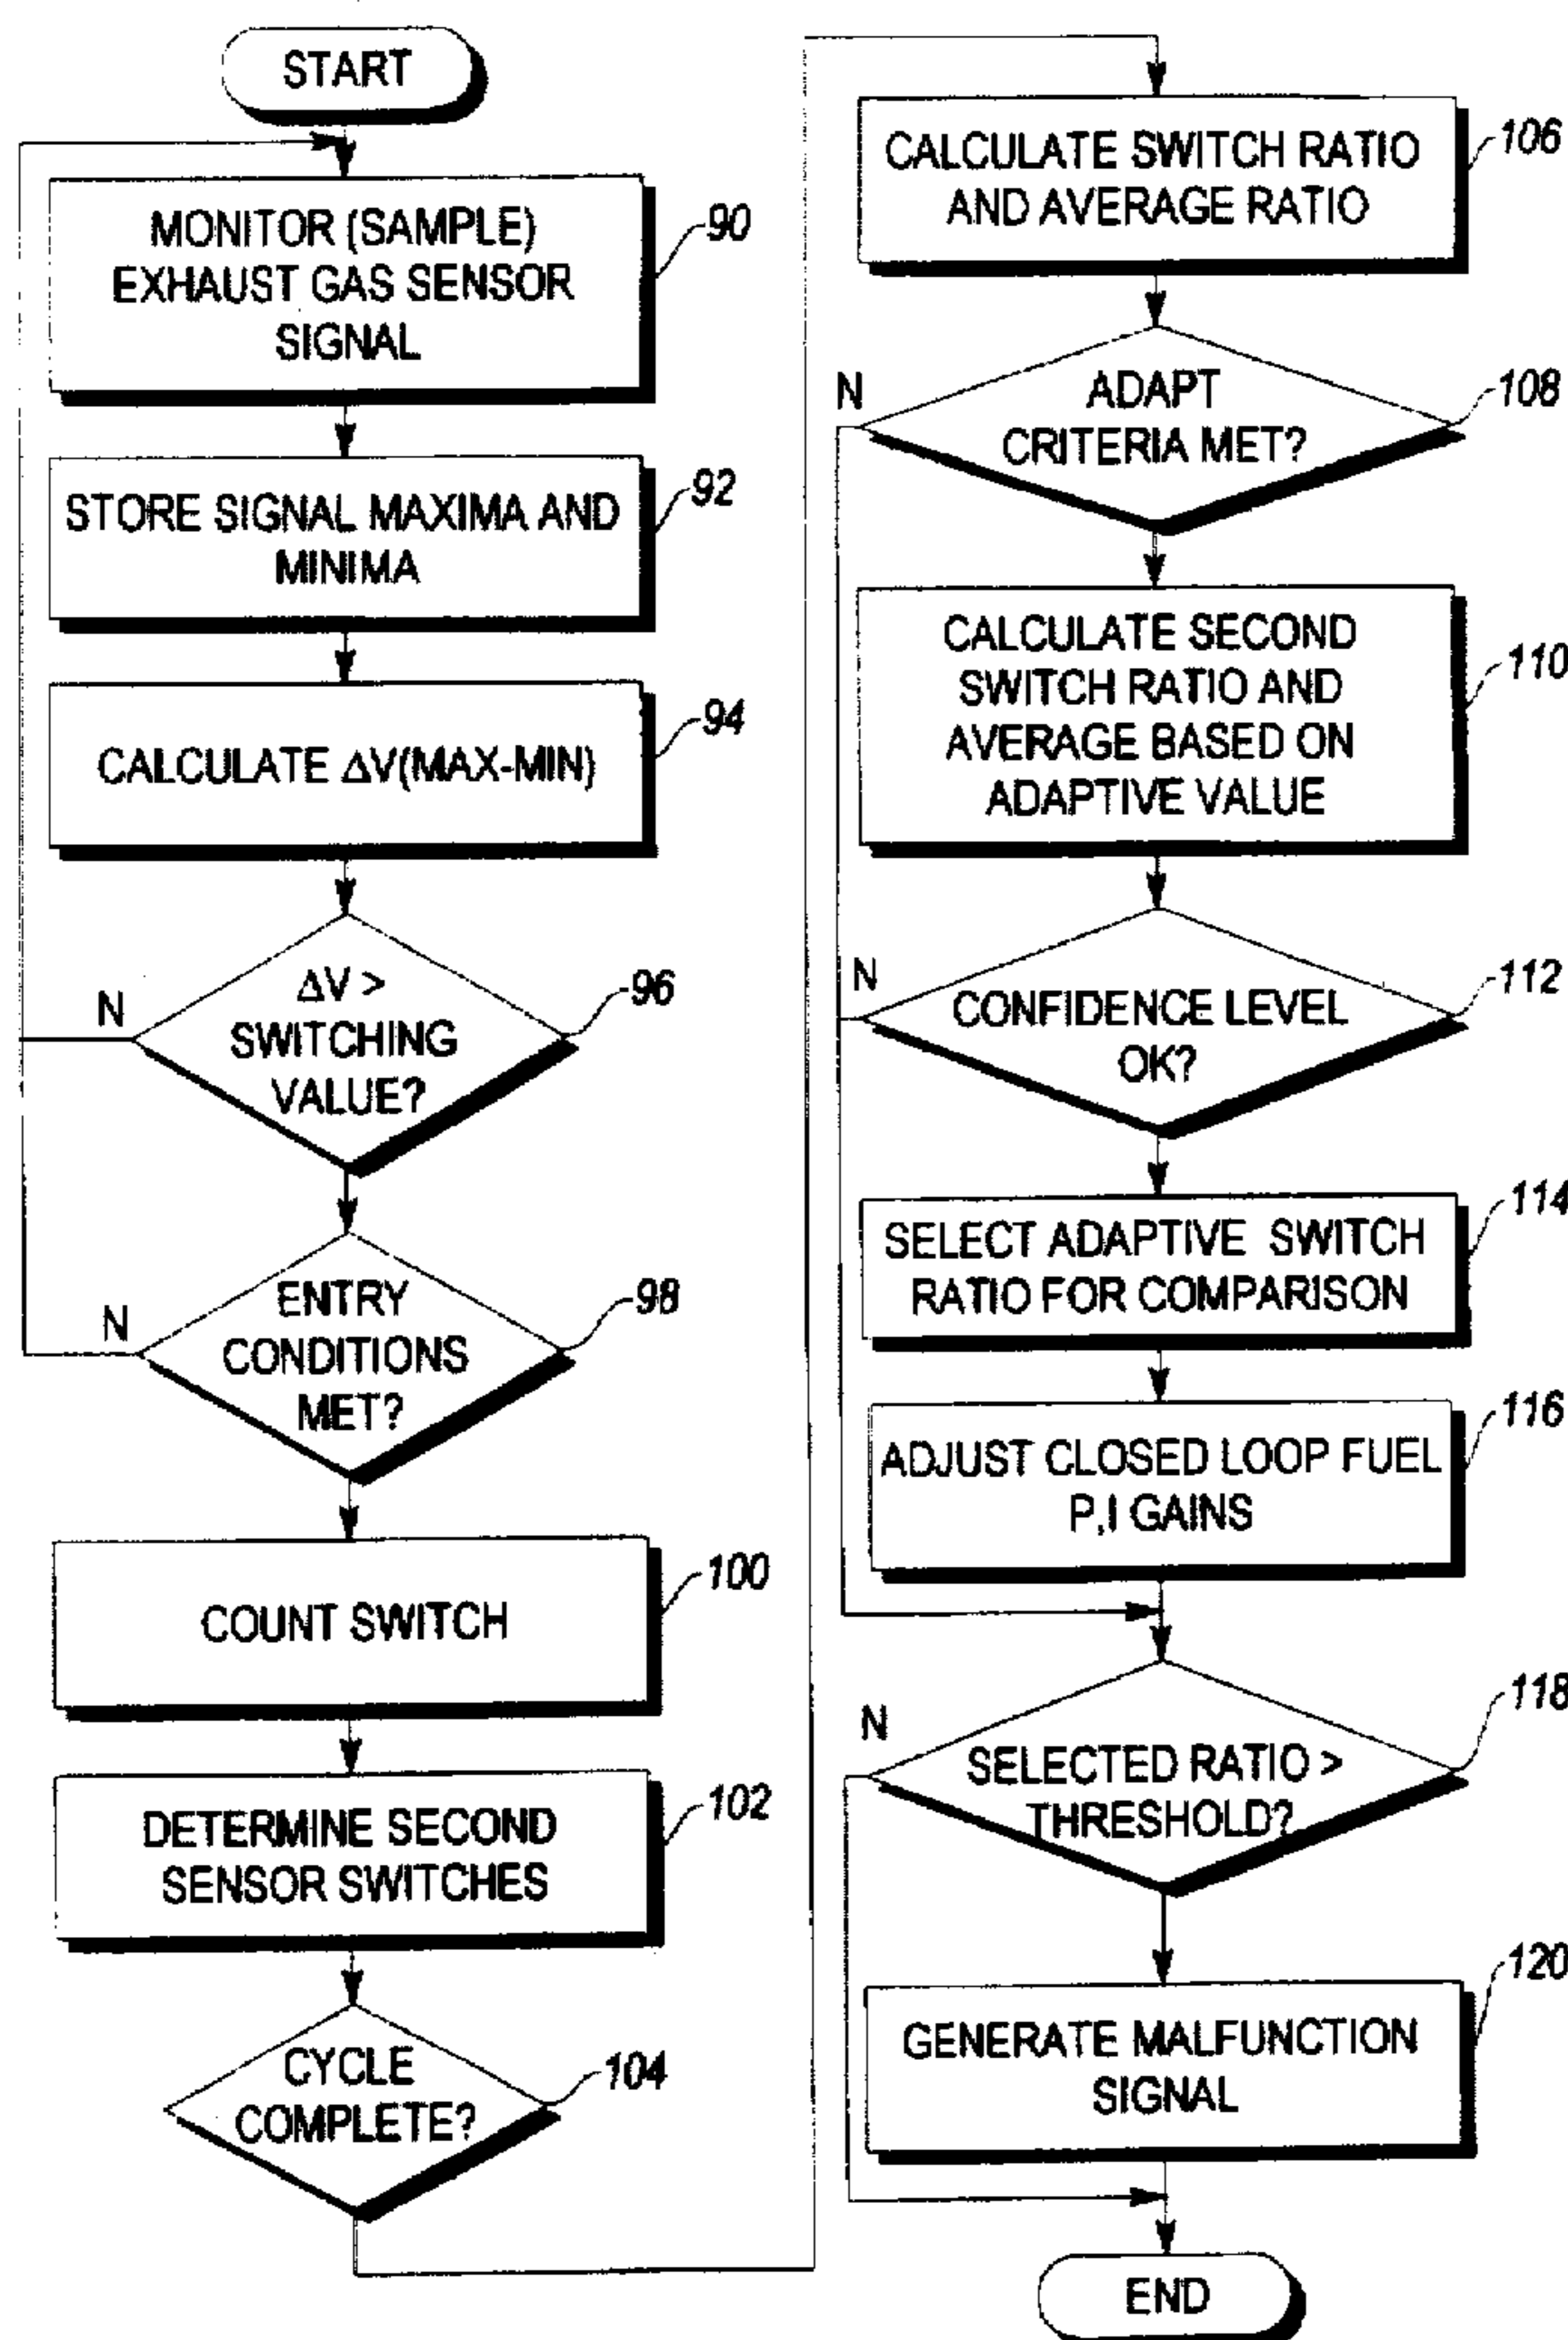 START
MONITOR (SAMPLE)
EXHAUST GAS SENSOR
SIGNAL
90
STORE SIGNAL MAXIMA AND
MINIMA
92
CALCULATE ΔV(MAX-MIN)
94
ΔV >
SWITCHING
VALUE?
96
N
ENTRY
CONDITIONS
MET?
98
N
COUNT SWITCH
100
DETERMINE SECOND
SENSOR SWITCHES
102
CYCLE
COMPLETE?
104
CALCULATE SWITCH RATIO
AND AVERAGE RATIO
106
ADAPT
CRITERIA MET?
108
N
CALCULATE SECOND
SWITCH RATIO AND
AVERAGE BASED ON
ADAPTIVE VALUE
110
CONFIDENCE LEVEL
OK?
112
N
SELECT ADAPTIVE SWITCH
RATIO FOR COMPARISON
114
ADJUST CLOSED LOOP FUEL
P,I GAINS
116
SELECTED RATIO >
THRESHOLD?
118
N
GENERATE MALFUNCTION
SIGNAL
120
END